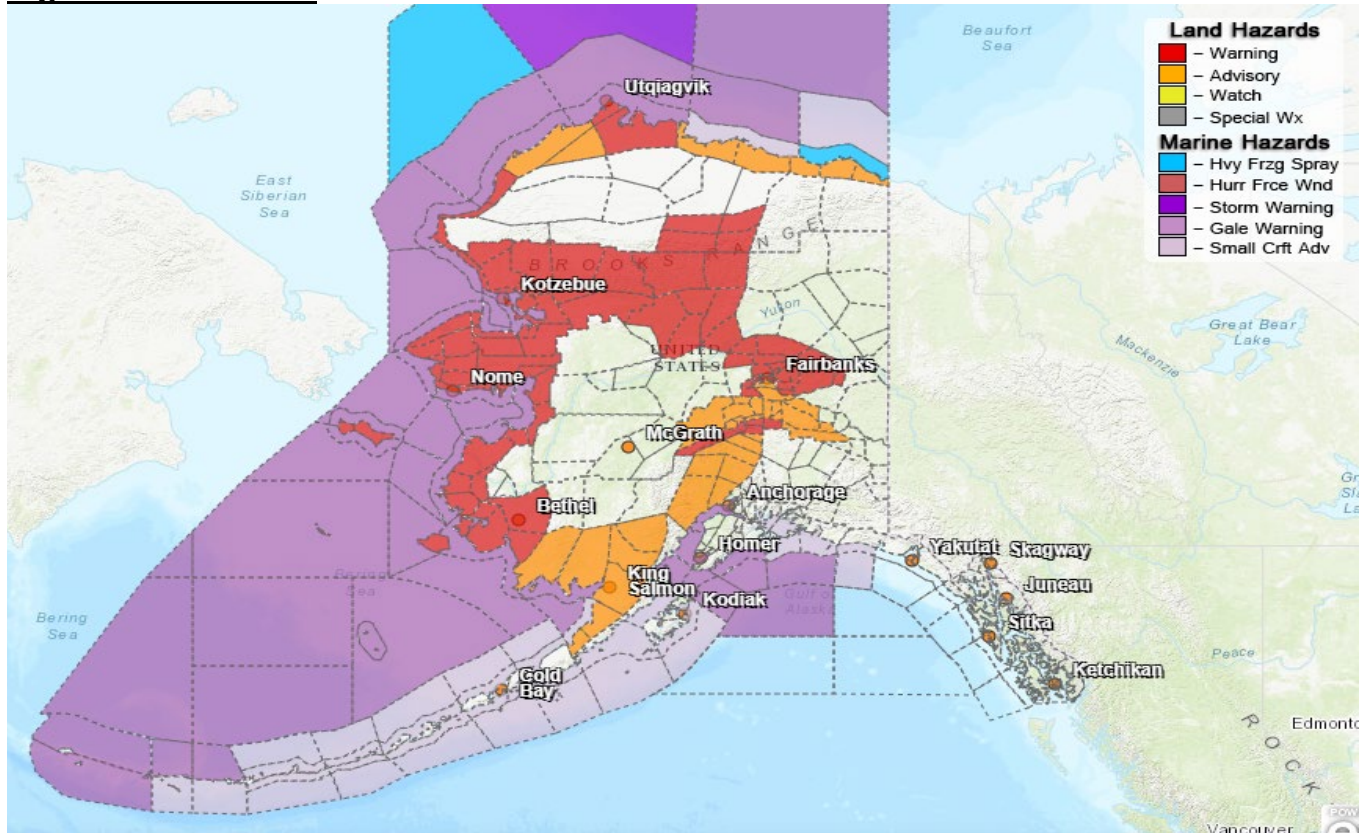 Land Hazards
– Warning
– Advisory
– Watch
– Special Wx
Marine Hazards
– Hvy Frzg Spray
– Hurr Frce Wnd
– Storm Warning
– Gale Warning
– Small Crft Adv
Beaufort
Sea
Utqiagvik
East
Siberian
Sea
BROOKS RANGE
Kotzebue
Yukon
Great Bear
Lake
Mackenzie
UNITED
STATES
Fairbanks
Nome
McGrath
Anchorage
Bethel
Homer
Yakutat
Skagway
King
Salmon
Bering
Sea
Kodiak
Gulf of
Alaska
Juneau
Bering
Sea
Sitka
Peace
Cold
Bay
Ketchikan
ROCK
Edmonto
Vancouver